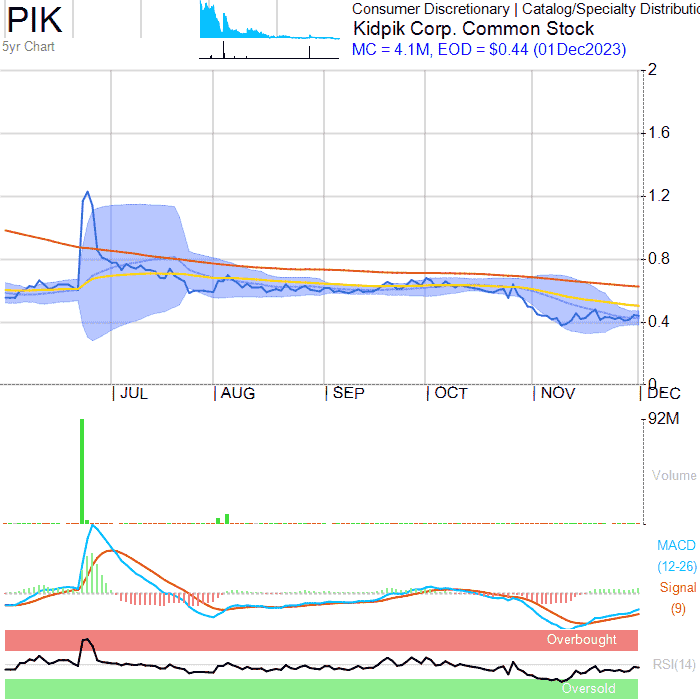 PIK
5yr Chart
Consumer Discretionary | Catalog/Specialty Distributio
Kidpik Corp. Common Stock
MC = 4.1M, EOD = $0.44 (01Dec2023)
2
1.6
1.2
0.8
0.4
0
JUL AUG SEP OCT NOV DEC
92M
Volume
MACD
(12-26)
Signal
(9)
Overbought
RSI(14)
Oversold